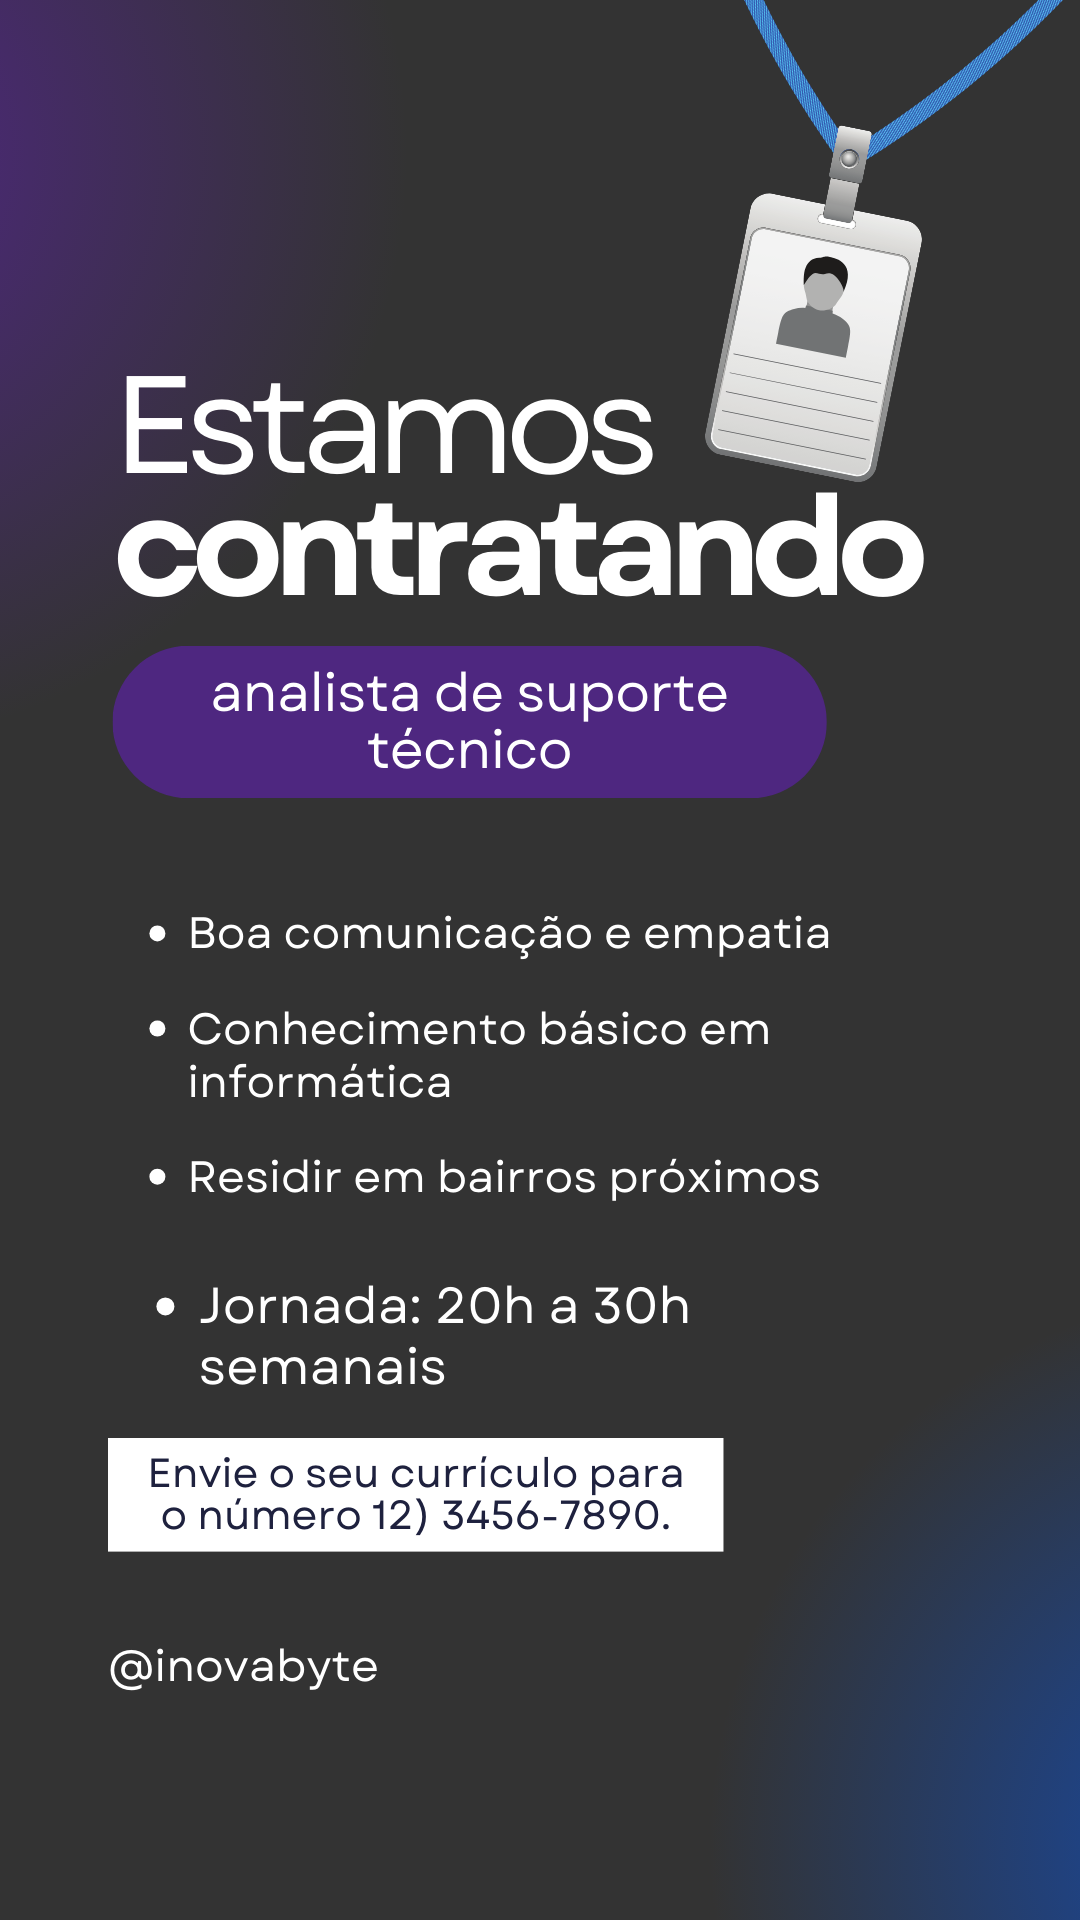 Estamos
contratando
analista de suporte
técnico
• Boa comunicação e empatia
• Conhecimento básico em
informática
• Residir em bairros próximos
• Jornada: 20h a 30h
semanais
Envie o seu currículo para
o número 12) 3456-7890.
@inovabyte